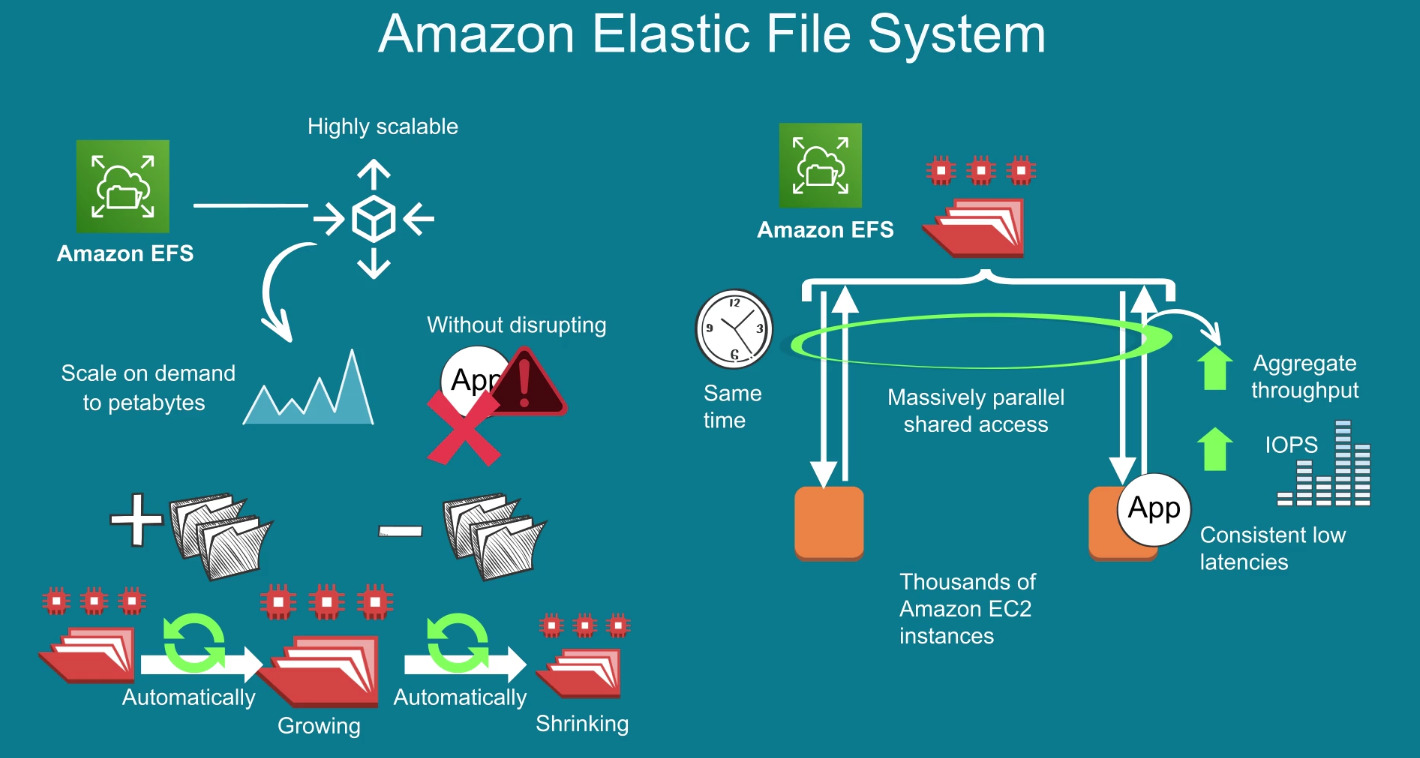 Amazon Elastic File System
Highly scalable
Amazon EFS
Without disrupting
App
Scale on demand
to petabytes
Automatically
Growing
Automatically
Shrinking
Amazon EFS
12
9
3
6
Same
time
Massively parallel
shared access
Aggregate
throughput
IOPS
App
Consistent low
latencies
Thousands of
Amazon EC2
instances